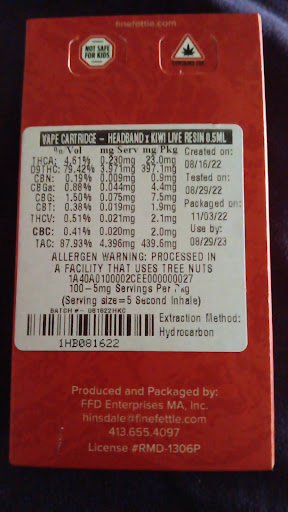 finefettle.com
NOT SAFE
FOR KIDS
VAPE CARTRIDGE - HEADBAND x KIWI LIVE RESIN 0.5ML
% Vol mg Serv mg Pkg
THCA: 4.61% 0.230mg 23.0mg
D9THC: 79.42% 3.971mg 397.1mg
CBN: 0.19% 0.009mg 0.9mg
CBGa: 0.88% 0.044mg 4.4mg
CBG: 1.50% 0.075mg 7.5mg
CBT: 0.38% 0.019mg 1.9mg
THCV: 0.51% 0.021mg 2.1mg
CBC: 0.41% 0.020mg 2.0mg
TAC: 87.93% 4.396mg 439.6mg
Created on:
08/16/22
Tested on:
08/29/22
Packaged on:
11/03/22
Use by:
08/29/23
ALLERGEN WARNING: PROCESSED IN
A FACILITY THAT USES TREE NUTS
1A40A0100002CEE000000027
100-5mg Servings Per Pkg
(Serving size=5 Second Inhale)
BATCH #- 081622HKC
1HB081622
Extraction Method:
Hydrocarbon
Produced and Packaged by:
FFD Enterprises MA, Inc.
hinsdale@finefettle.com
413.655.4097
License #RMD-1306P